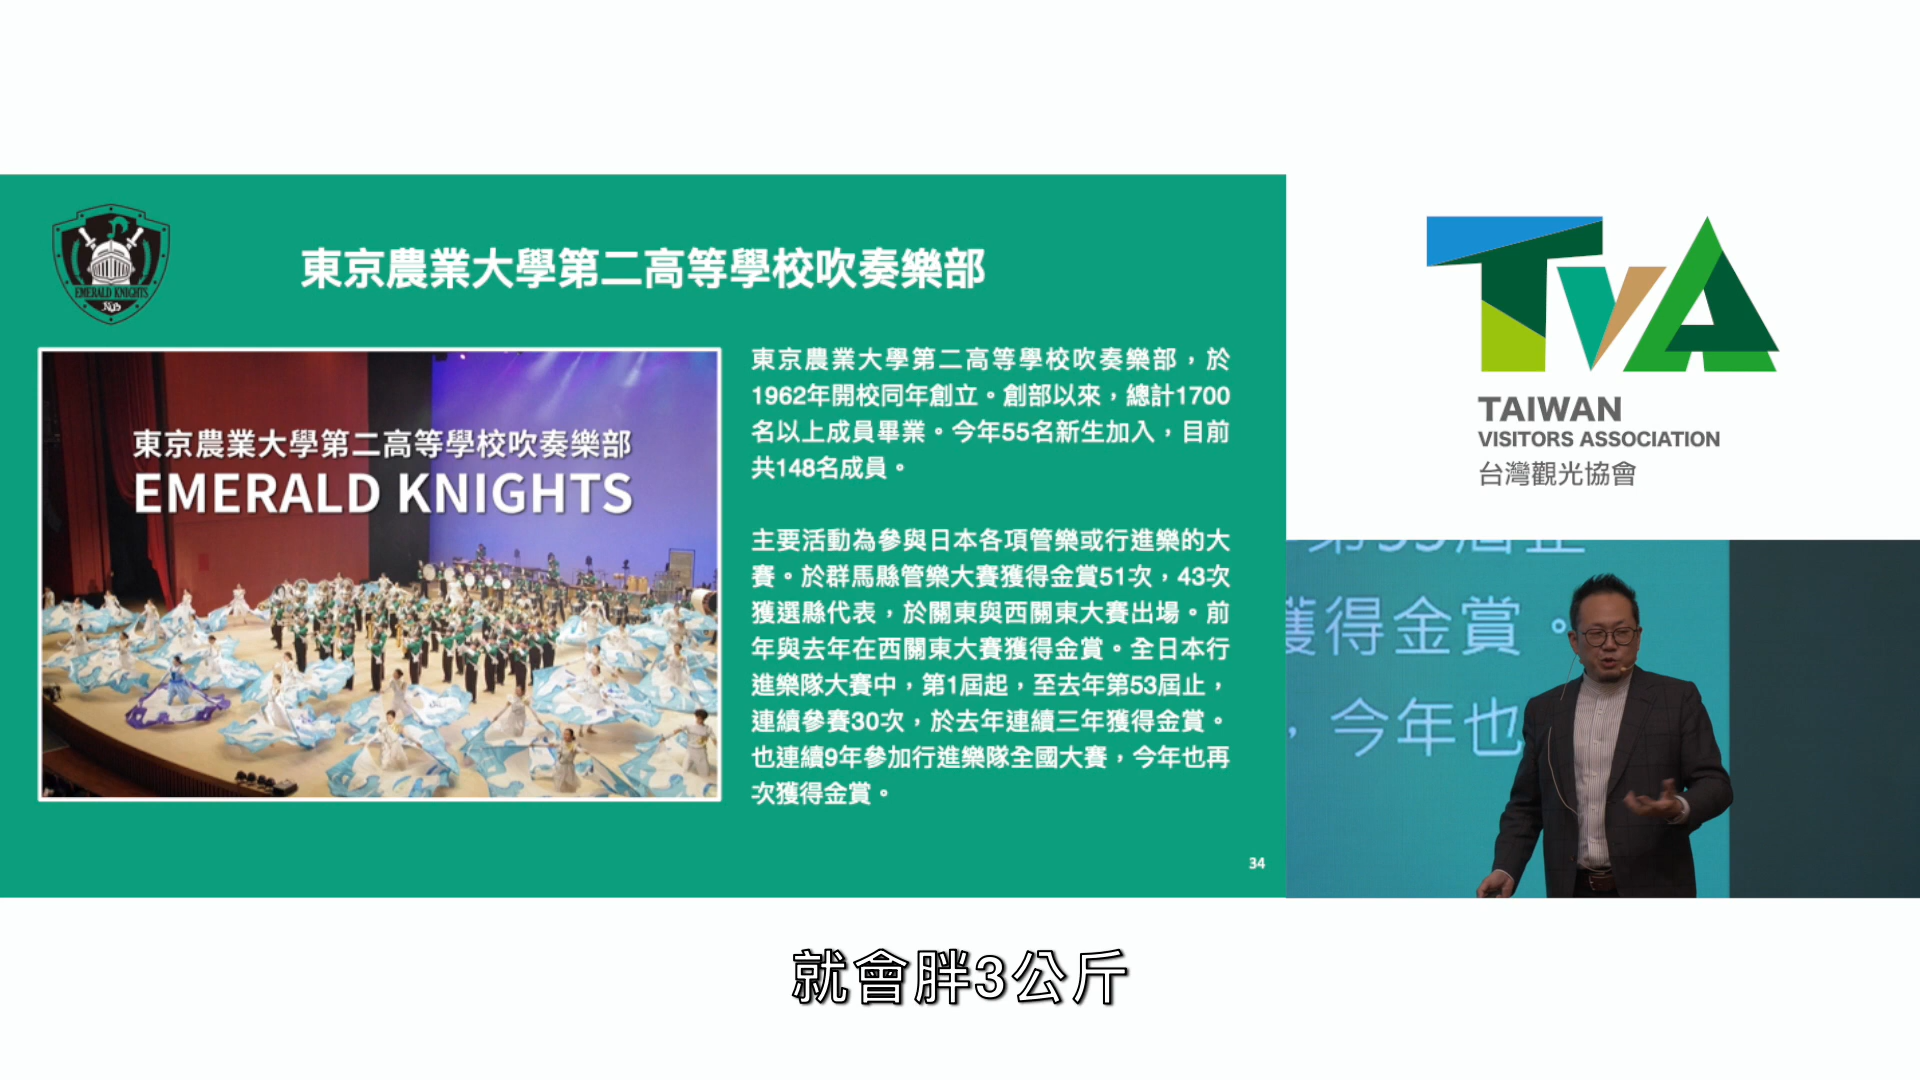 EMERALD KNIGHTS
東京農業大學第二高等學校吹奏樂部
東京農業大學第二高等學校吹奏樂部
EMERALD KNIGHTS
東京農業大學第二高等學校吹奏樂部，於
1962年開校同年創立。創部以來，總計1700
名以上成員畢業。今年55名新生加入，目前
共148名成員。
主要活動為參與日本各項管樂或行進樂的大
賽。於群馬縣管樂大賽獲得金賞51次，43次
獲選縣代表，於關東與西關東大賽出場。前
年與去年在西關東大賽獲得金賞。全日本行
進樂隊大賽中，第1屆起，至去年第53屆止，
連續參賽30次，於去年連續三年獲得金賞。
也連續9年參加行進樂隊全國大賽，今年也再
次獲得金賞。
34
TvA
TAIWAN
VISITORS ASSOCIATION
台灣觀光協會
第53屆止
獲得金賞。
，今年也
就會胖3公斤